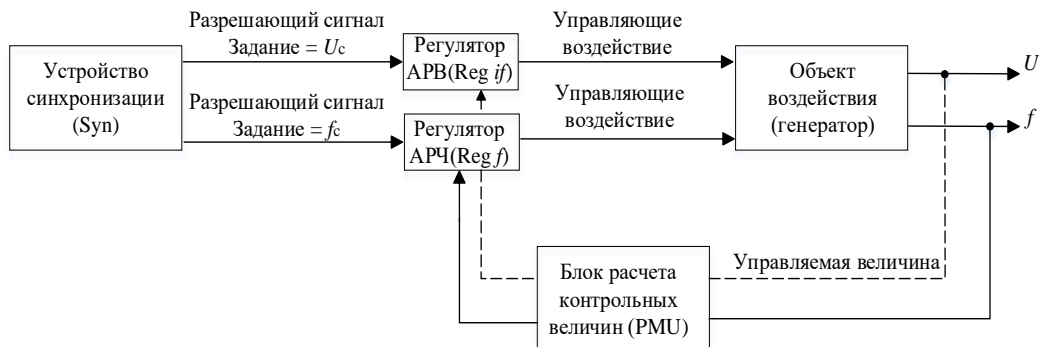 Разрешающий сигнал
Задание = Uc
Управляющие
воздействие
Устройство
синхронизации
(Syn)
Регулятор
АРВ(Reg if)
Объект
воздействия
(генератор)
U
Разрешающий сигнал
Задание = fc
Управляющие
воздействие
Регулятор
АРЧ(Reg f)
f
Блок расчета
контрольных
величин (PMU)
Управляемая величина